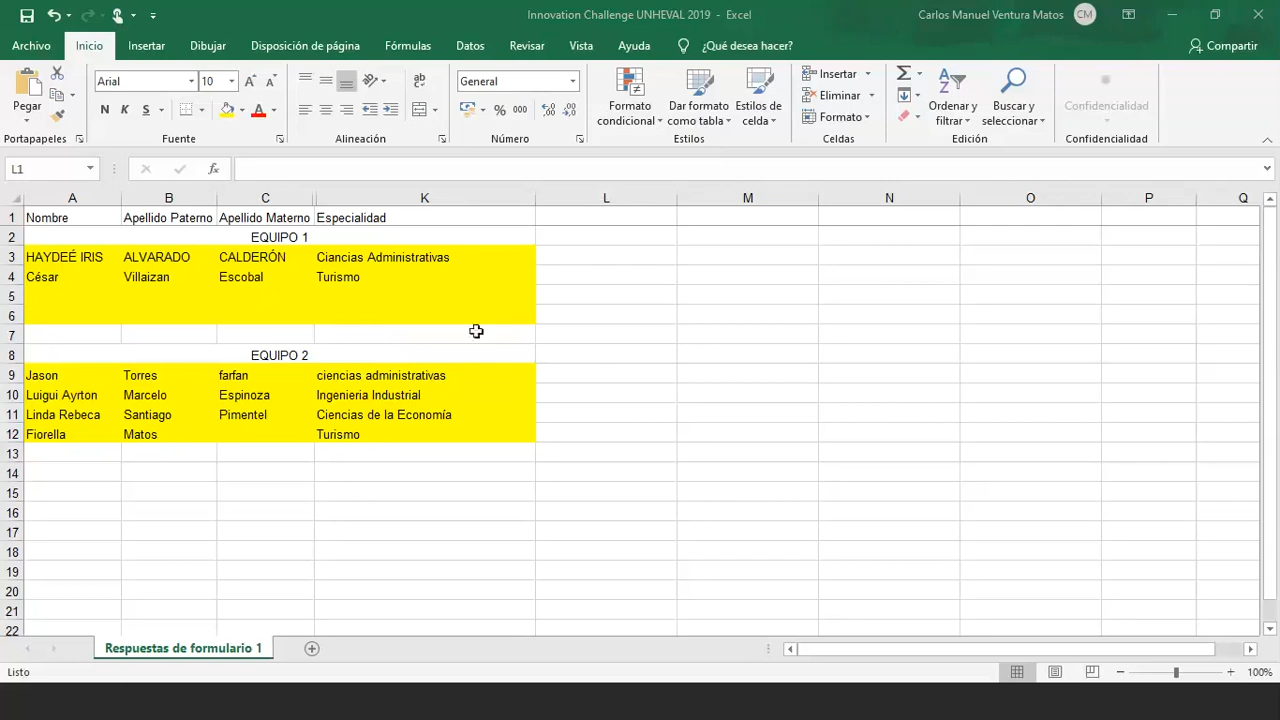 Innovation Challenge UNHEVAL 2019 - Excel
Carlos Manuel Ventura Matos CM
Archivo Inicio Insertar Dibujar Disposición de página Fórmulas Datos Revisar Vista Ayuda ¿Qué desea hacer? Compartir
Pegar
Arial 10
N K S
ab
General
% 000
Formato condicional
Dar formato como tabla
Estilos de celda
Insertar
Eliminar
Formato
Ordenar y filtrar
Buscar y seleccionar
Confidencialidad
Portapapeles Fuente Alineación Número Estilos Celdas Edición Confidencialidad
L1 fx
A B C K L M N O P Q
1 Nombre Apellido Paterno Apellido Materno Especialidad
2 EQUIPO 1
3 HAYDEÉ IRIS ALVARADO CALDERÓN Ciancias Administrativas
4 César Villaizan Escobal Turismo
5
6
7
8 EQUIPO 2
9 Jason Torres farfan ciencias administrativas
10 Luigui Ayrton Marcelo Espinoza Ingenieria Industrial
11 Linda Rebeca Santiago Pimentel Ciencias de la Economía
12 Fiorella Matos Turismo
13
14
15
16
17
18
19
20
21
22
Respuestas de formulario 1
Listo 100%